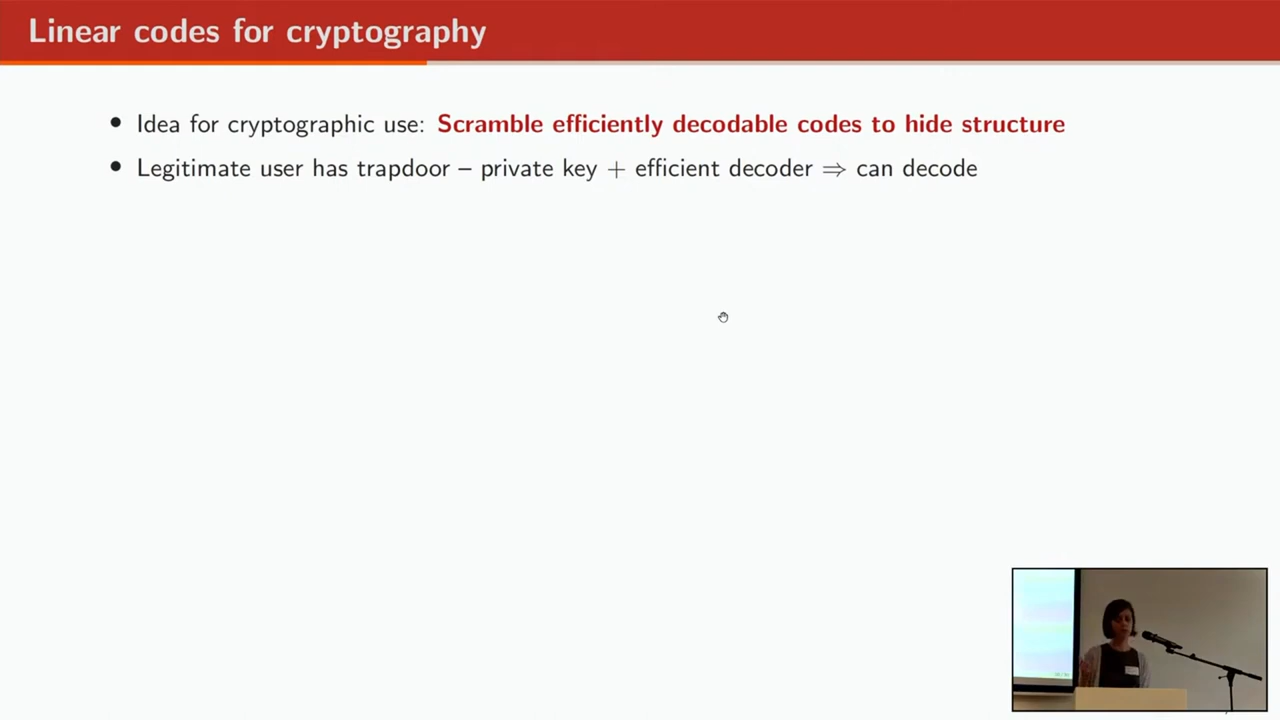 Linear codes for cryptography
• Idea for cryptographic use: Scramble efficiently decodable codes to hide structure
• Legitimate user has trapdoor – private key + efficient decoder ⇒ can decode